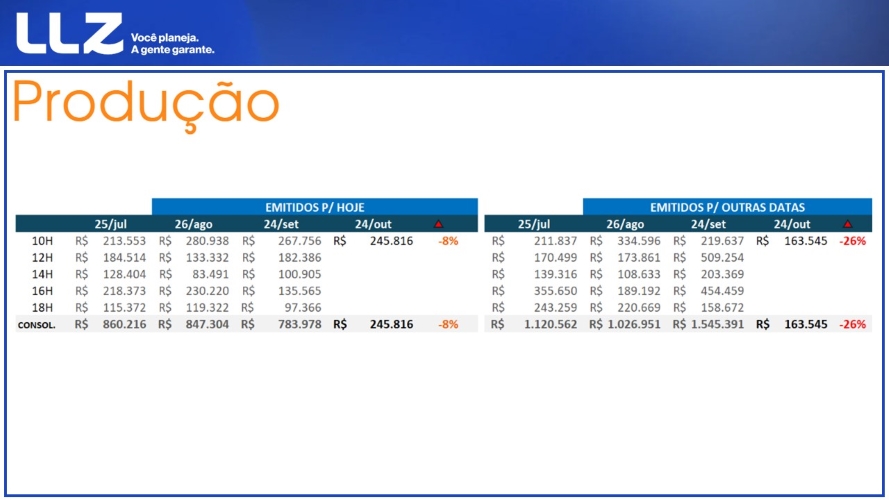 LLZ Você planeja.
A gente garante.
Produção
EMITIDOS P/ HOJE EMITIDOS P/ OUTRAS DATAS
25/jul 26/ago 24/set 24/out 25/jul 26/ago 24/set 24/out
10H R$ 213.553 R$ 280.938 R$ 267.756 R$ 245.816 -8% R$ 211.837 R$ 334.596 R$ 219.637 R$ 163.545 -26%
12H R$ 184.514 R$ 133.332 R$ 182.386 R$ 170.499 R$ 173.861 R$ 509.254
14H R$ 128.404 R$ 83.491 R$ 100.905 R$ 139.316 R$ 108.633 R$ 203.369
16H R$ 218.373 R$ 230.220 R$ 135.565 R$ 355.650 R$ 189.192 R$ 454.459
18H R$ 115.372 R$ 119.322 R$ 97.366 R$ 243.259 R$ 220.669 R$ 158.672
CONSOL. R$ 860.216 R$ 847.304 R$ 783.978 R$ 245.816 -8% R$ 1.120.562 R$ 1.026.951 R$ 1.545.391 R$ 163.545 -26%